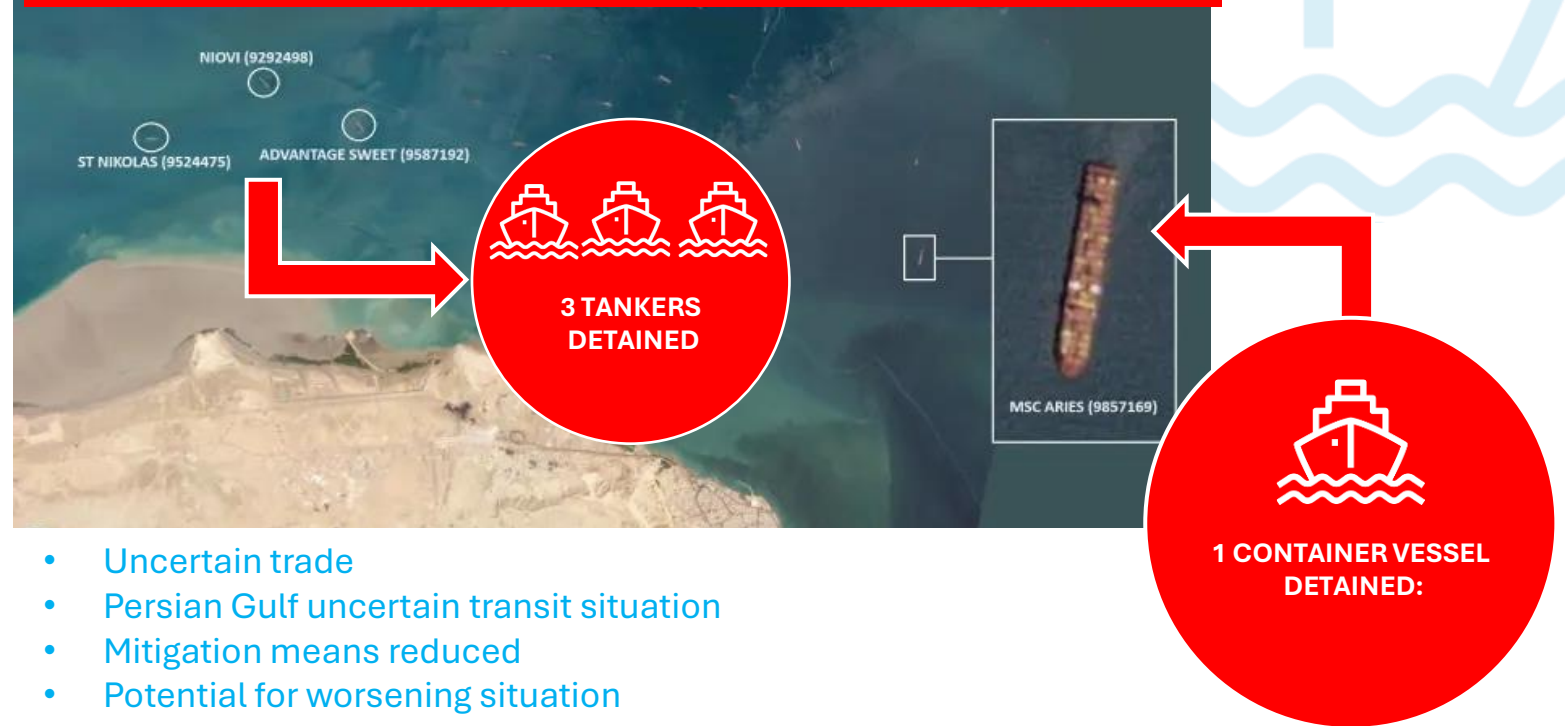 NIOVI (9292498)
ST NIKOLAS (9524475)
ADVANTAGE SWEET (9587192)
3 TANKERS
DETAINED
MSC ARIES (9857169)
1 CONTAINER VESSEL
DETAINED:
• Uncertain trade
• Persian Gulf uncertain transit situation
• Mitigation means reduced
• Potential for worsening situation